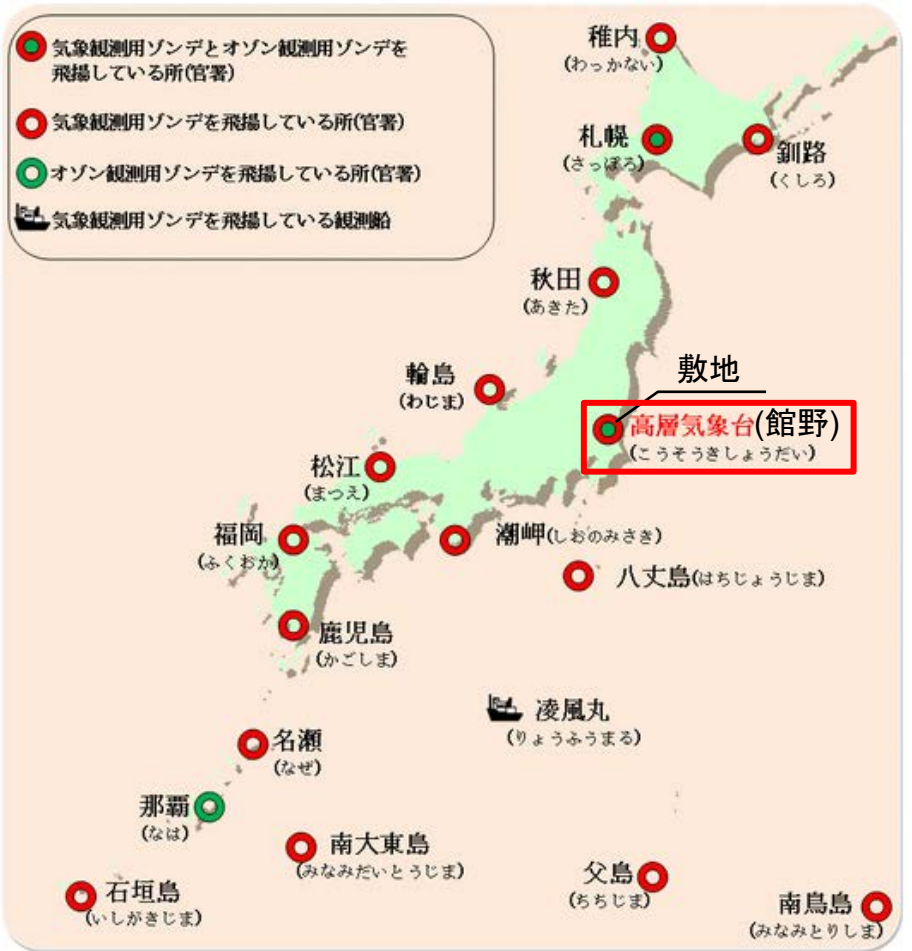 気象観測用ゾンデとオゾン観測用ゾンデを
飛揚している所(官署)
気象観測用ゾンデを飛揚している所(官署)
オゾン観測用ゾンデを飛揚している所(官署)
気象観測用ゾンデを飛揚している観測船
稚内
(わっかない)
札幌
(さっぽろ)
釧路
(くしろ)
秋田
(あきた)
輪島
(わじま)
敷地
高層気象台(館野)
(こうそうきしょうだい)
松江
(まつえ)
福岡
(ふくおか)
潮岬(しおのみさき)
八丈島(はちじょうじま)
鹿児島
(かごしま)
凌風丸
(りょうふうまる)
名瀬
(なぜ)
那覇
(なは)
南大東島
(みなみだいとうじま)
父島
(ちちじま)
石垣島
(いしがきじま)
南鳥島
(みなみとりしま)